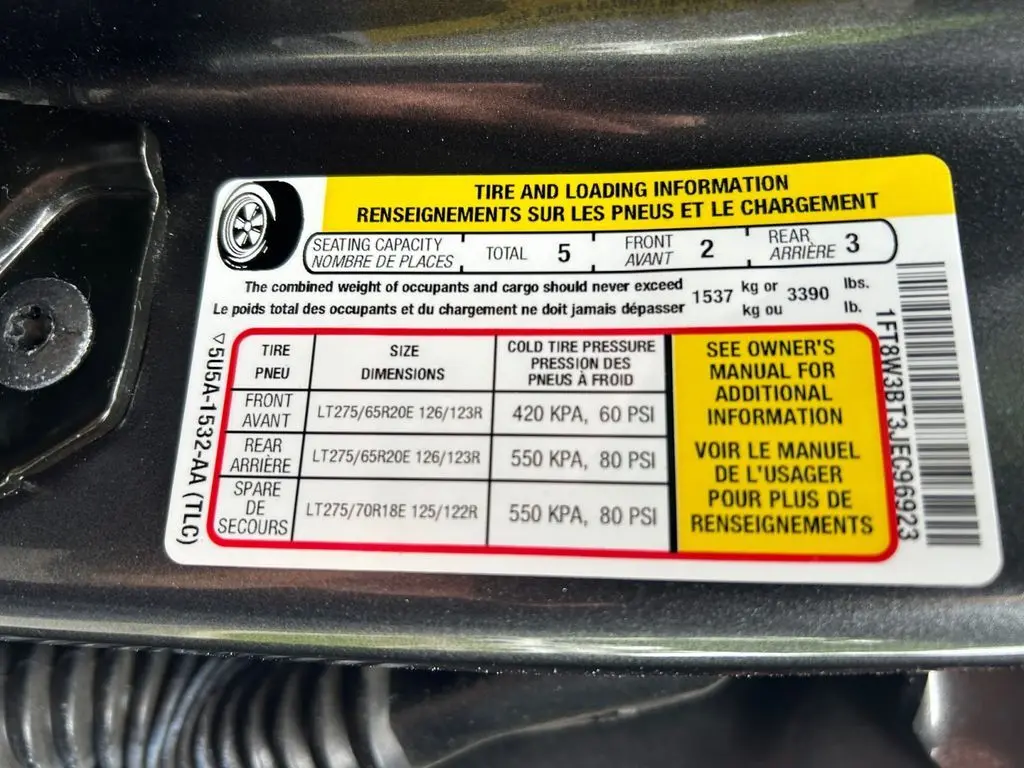 TIRE AND LOADING INFORMATION
RENSEIGNEMENTS SUR LES PNEUS ET LE CHARGEMENT
SEATING CAPACITY
NOMBRE DE PLACES
TOTAL 5
FRONT
AVANT
2
REAR
ARRIÈRE
3
The combined weight of occupants and cargo should never exceed
Le poids total des occupants et du chargement ne doit jamais dépasser
1537
kg or
kg ou
3390
lbs.
lb.
TIRE
PNEU
SIZE
DIMENSIONS
COLD TIRE PRESSURE
PRESSION DES
PNEUS À FROID
FRONT
AVANT
LT275/65R20E 126/123R
420 KPA, 60 PSI
REAR
ARRIÈRE
LT275/65R20E 126/123R
550 KPA, 80 PSI
SPARE
DE
SECOURS
LT275/70R18E 125/122R
550 KPA, 80 PSI
SEE OWNER'S
MANUAL FOR
ADDITIONAL
INFORMATION
VOIR LE MANUEL
DE L'USAGER
POUR PLUS DE
RENSEIGNEMENTS
5U5A-1532-AA (TLC)
1FT8W3BT3JEC96923